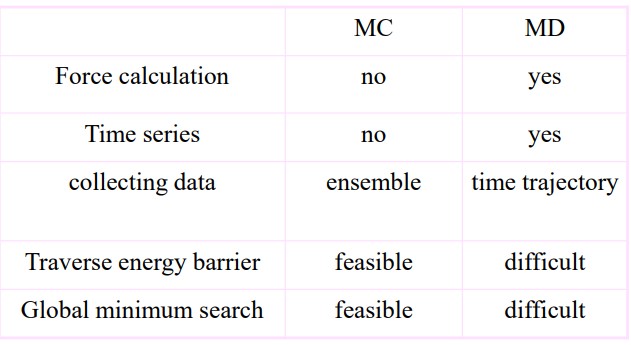 MC MD
Force calculation no yes
Time series no yes
collecting data ensemble time trajectory
Traverse energy barrier feasible difficult
Global minimum search feasible difficult